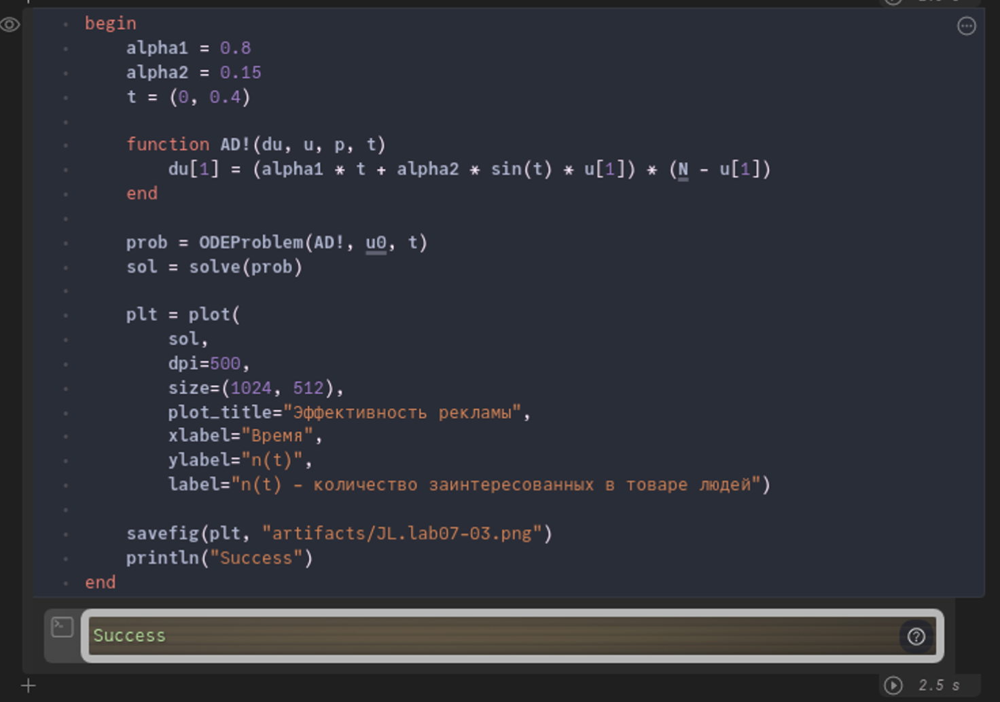 begin
    alpha1 = 0.8
    alpha2 = 0.15
    t = (0, 0.4)

    function AD!(du, u, p, t)
        du[1] = (alpha1 * t + alpha2 * sin(t) * u[1]) * (N - u[1])
    end

    prob = ODEProblem(AD!, u0, t)
    sol = solve(prob)

    plt = plot(
        sol,
        dpi=500,
        size=(1024, 512),
        plot_title="Эффективность рекламы",
        xlabel="Время",
        ylabel="n(t)",
        label="n(t) - количество заинтересованных в товаре людей")

    savefig(plt, "artifacts/JL.lab07-03.png")
    println("Success")
end
Success
2.5 s